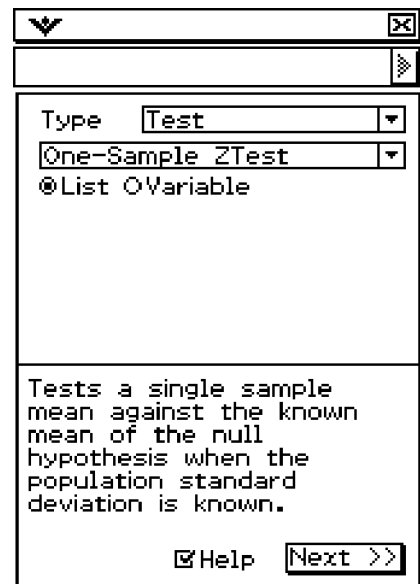 Type Test
One-Sample ZTest
List Variable
Tests a single sample
mean against the known
mean of the null
hypothesis when the
population standard
deviation is known.
Help Next >>